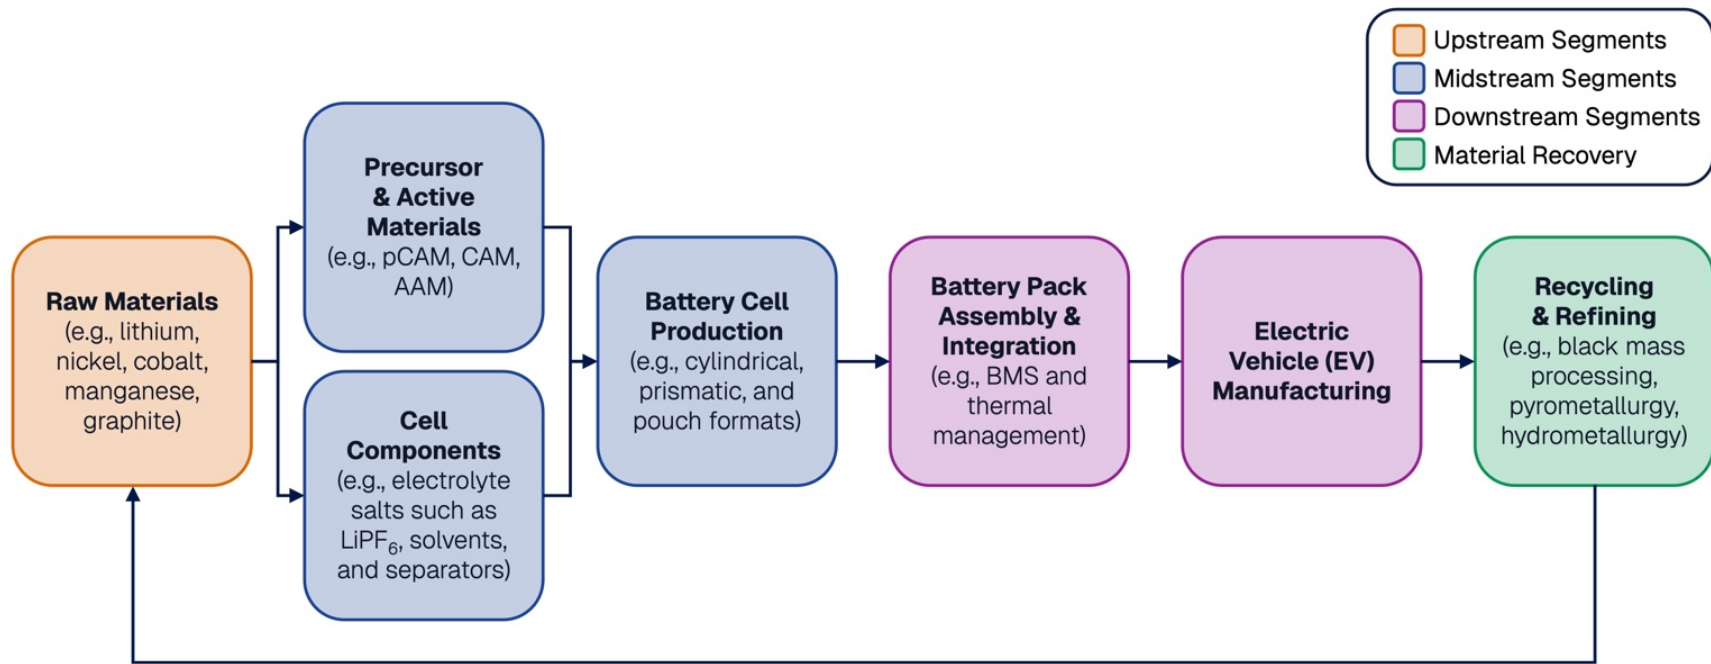 Upstream Segments
Midstream Segments
Downstream Segments
Material Recovery
Raw Materials
(e.g., lithium,
nickel, cobalt,
manganese,
graphite)
Precursor
& Active
Materials
(e.g., pCAM, CAM,
AAM)
Cell
Components
(e.g., electrolyte
salts such as
LiPF₆, solvents,
and separators)
Battery Cell
Production
(e.g., cylindrical,
prismatic, and
pouch formats)
Battery Pack
Assembly &
Integration
(e.g., BMS and
thermal
management)
Electric
Vehicle (EV)
Manufacturing
Recycling
& Refining
(e.g., black mass
processing,
pyrometallurgy,
hydrometallurgy)